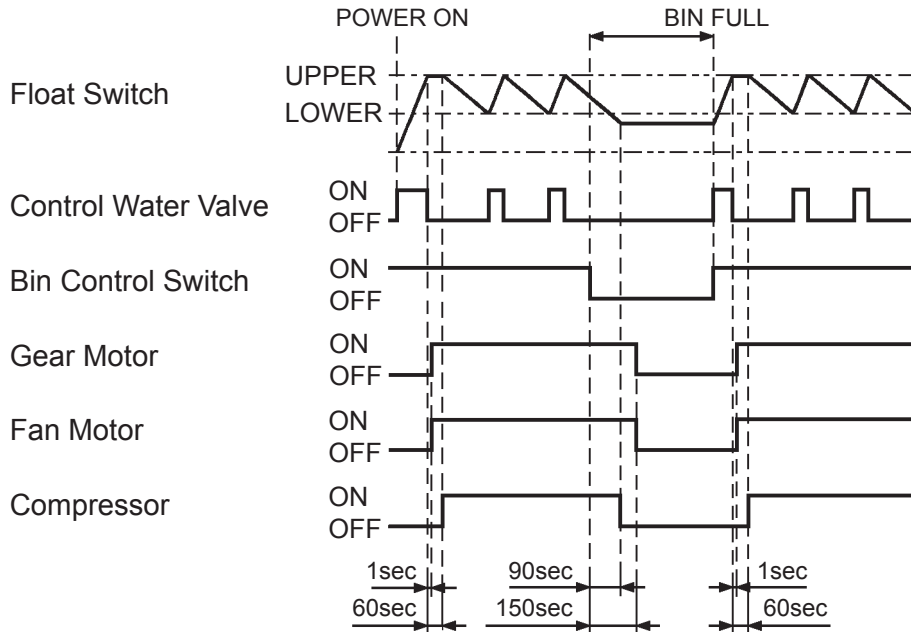 POWER ON BIN FULL
Float Switch UPPER
LOWER
Control Water Valve ON
OFF
Bin Control Switch ON
OFF
Gear Motor ON
OFF
Fan Motor ON
OFF
Compressor ON
OFF
1sec 90sec 1sec
60sec 150sec 60sec